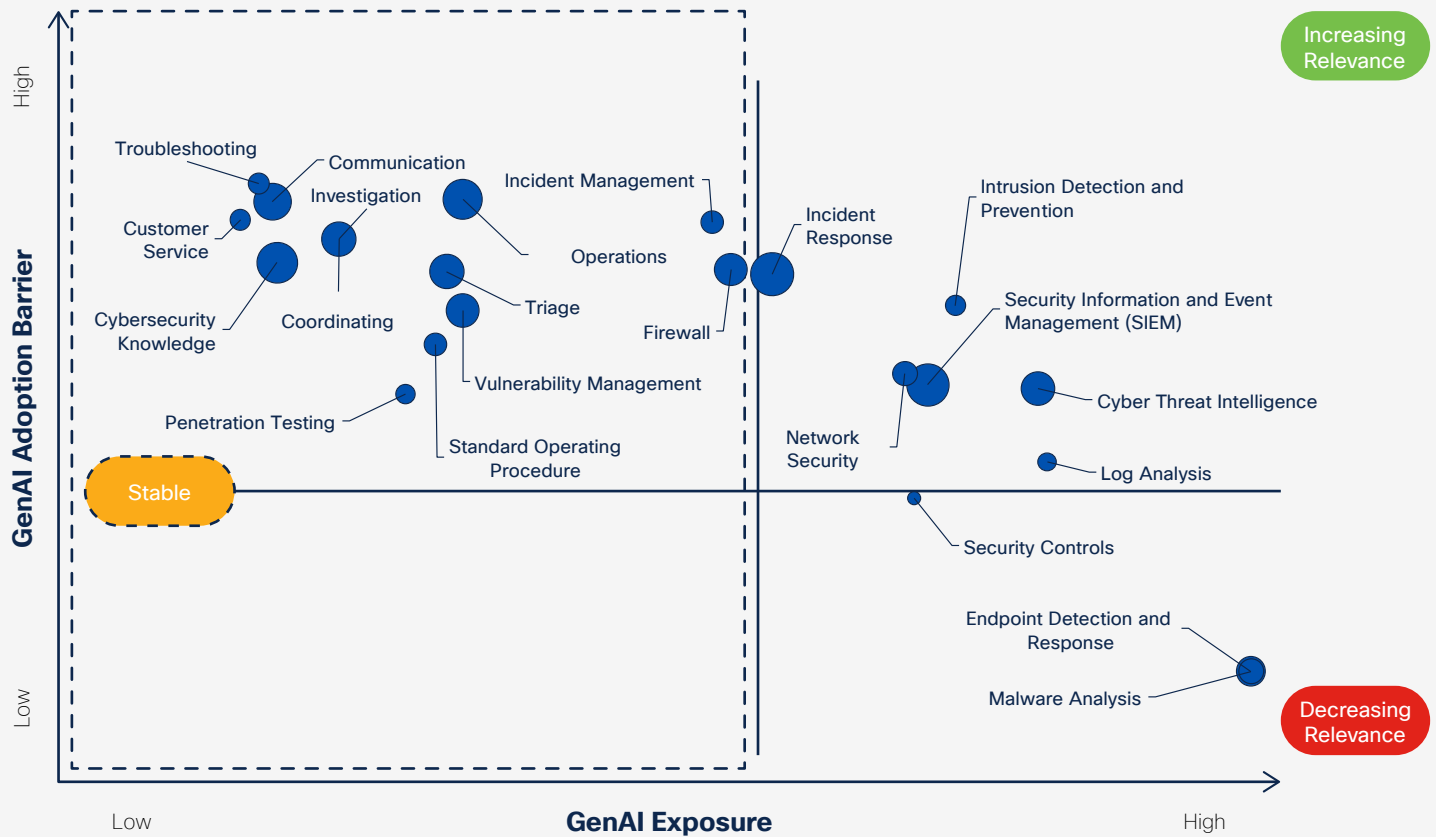 Increasing
Relevance
High
Troubleshooting
Communication
Investigation
Incident Management
Intrusion Detection and
Prevention
Customer
Service
Incident
Response
Operations
Cybersecurity
Knowledge
Coordinating
Triage
Firewall
Security Information and Event
Management (SIEM)
Vulnerability Management
Penetration Testing
Standard Operating
Procedure
Cyber Threat Intelligence
Network
Security
Log Analysis
GenAI Adoption Barrier
Stable
Security Controls
Endpoint Detection and
Response
Malware Analysis
Low
Decreasing
Relevance
Low
GenAI Exposure
High